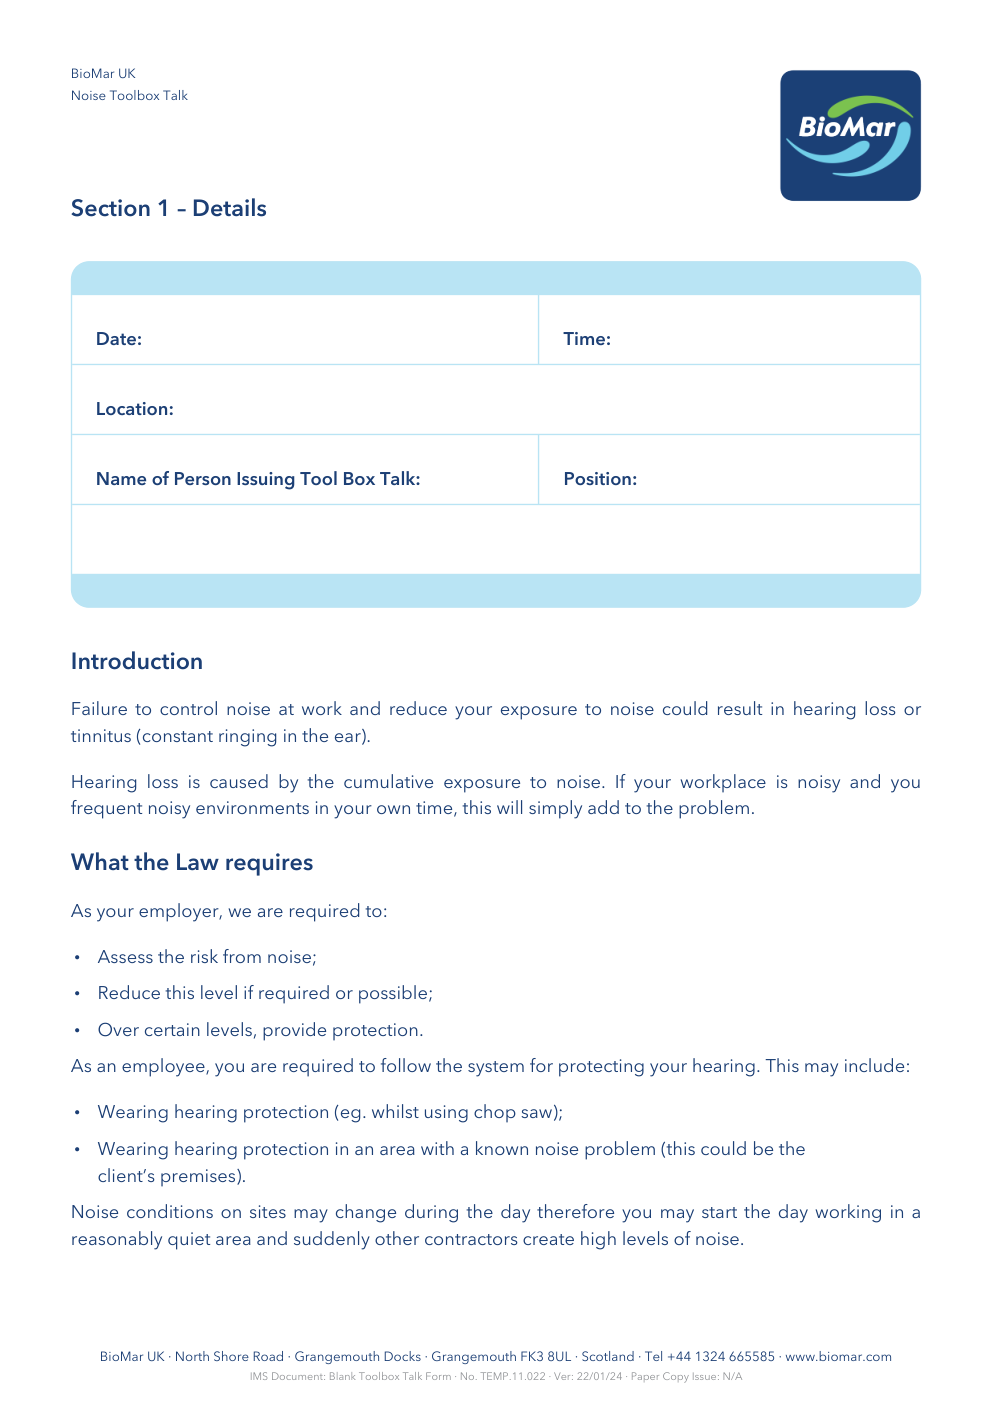 BioMar UK
Noise Toolbox Talk
BioMar
Section 1 – Details
Date:
Time:
Location:
Name of Person Issuing Tool Box Talk:
Position:
Introduction
Failure to control noise at work and reduce your exposure to noise could result in hearing loss or
tinnitus (constant ringing in the ear).
Hearing loss is caused by the cumulative exposure to noise. If your workplace is noisy and you
frequent noisy environments in your own time, this will simply add to the problem.
What the Law requires
As your employer, we are required to:
• Assess the risk from noise;
• Reduce this level if required or possible;
• Over certain levels, provide protection.
As an employee, you are required to follow the system for protecting your hearing. This may include:
• Wearing hearing protection (eg. whilst using chop saw);
• Wearing hearing protection in an area with a known noise problem (this could be the
client’s premises).
Noise conditions on sites may change during the day therefore you may start the day working in a
reasonably quiet area and suddenly other contractors create high levels of noise.
BioMar UK · North Shore Road · Grangemouth Docks · Grangemouth FK3 8UL · Scotland · Tel +44 1324 665585 · www.biomar.com
IMS Document: Blank Toolbox Talk Form · No. TEMP.11.022 · Ver: 22/01/24 · Paper Copy Issue: N/A